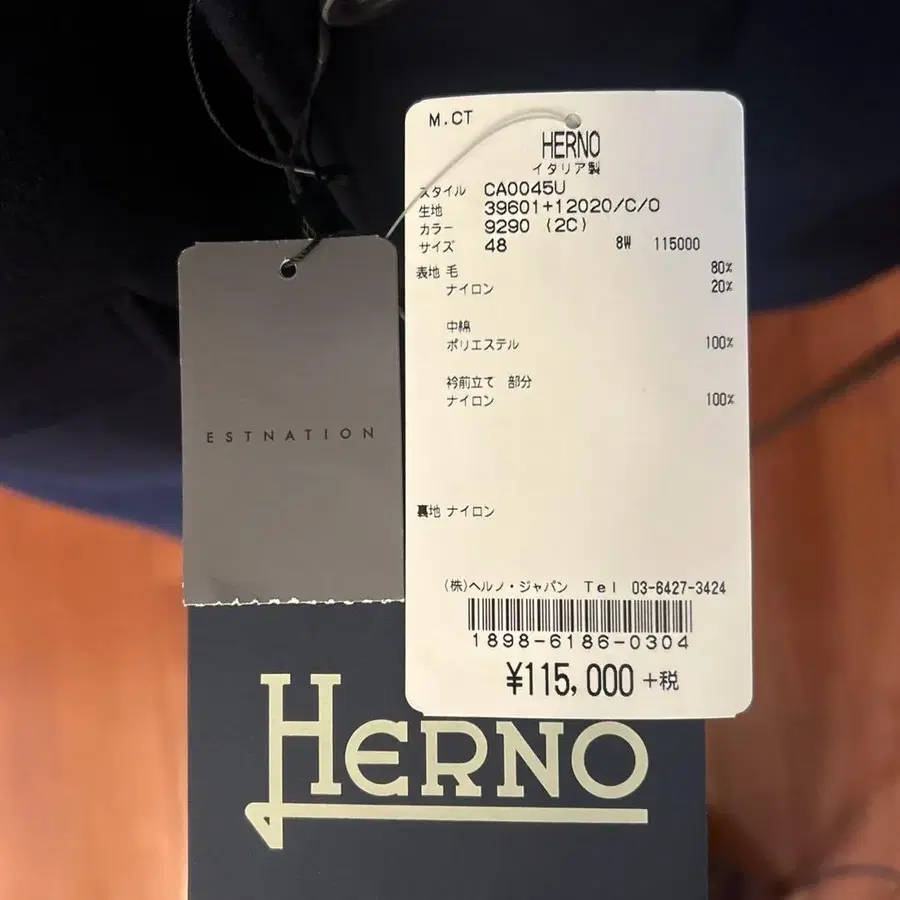 M.CT
HERNO
イタリア製
スタイル CA0045U
生地 39601+12020/C/O
カラー 9290 (2C)
サイズ 48 8W 115000
表地 毛 80%
ナイロン 20%
中綿
ポリエステル 100%
衿前立て 部分
ナイロン 100%
裏地 ナイロン
(株)ヘルノ・ジャパン Tel 03-6427-3424
1898-6186-0304
¥115,000 +税
ESTNATION
HERNO